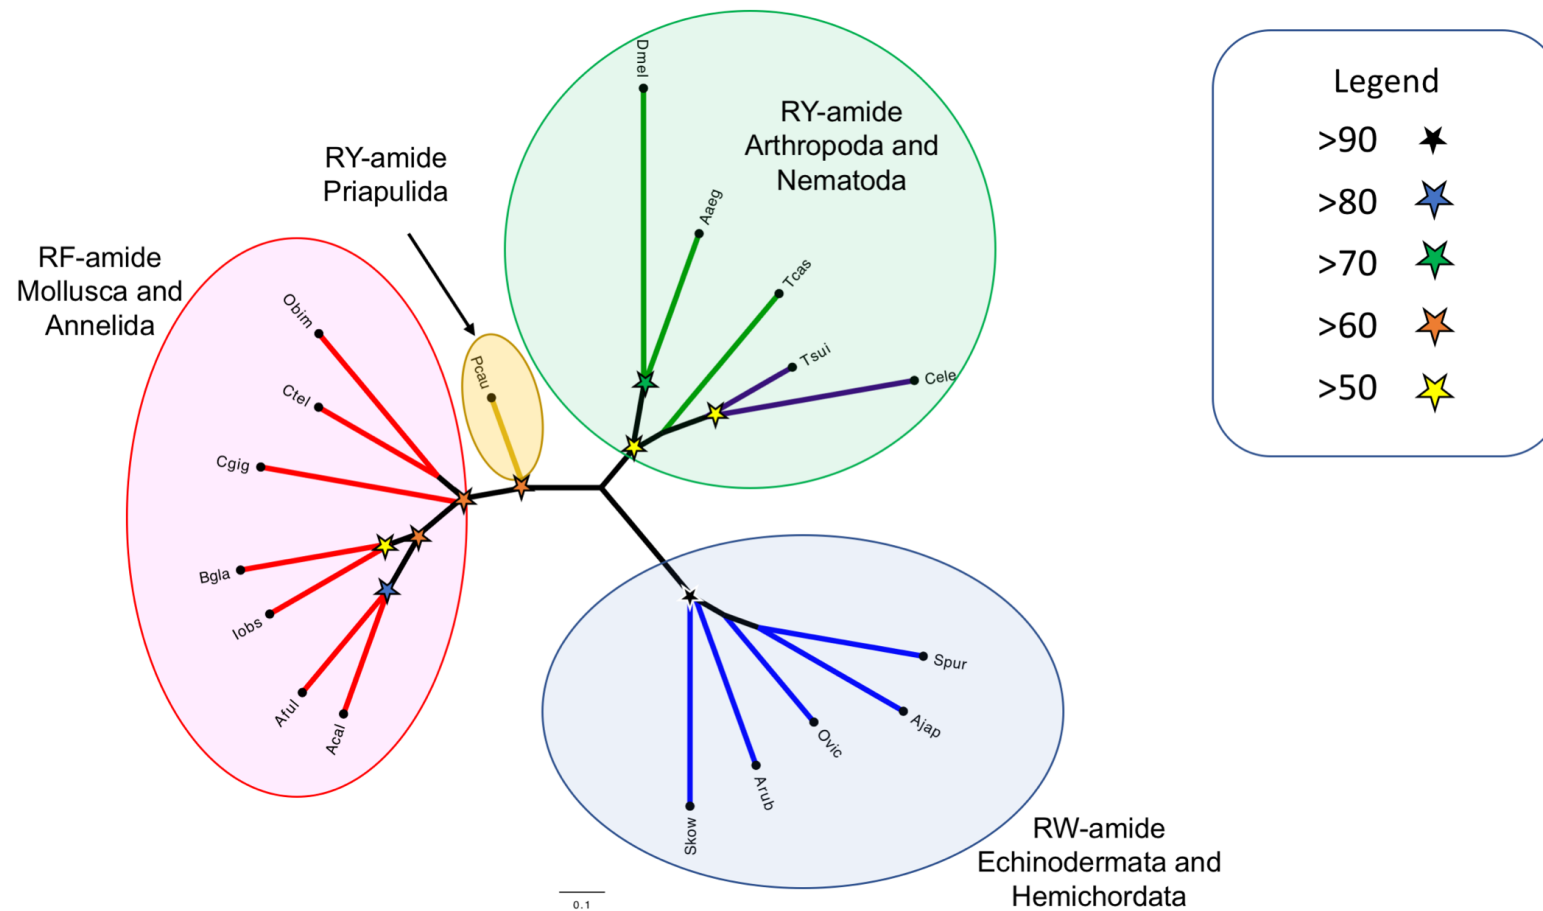 RF-amide
Mollusca and
Annelida
RY-amide
Priapulida
RY-amide
Arthropoda and
Nematoda
RW-amide
Echinodermata and
Hemichordata
Obim
Ctel
Cgig
Bgla
Iobs
Aful
Acal
Pcau
Dmel
Aaeg
Tcas
Tsui
Cele
Spur
Ajap
Ovic
Arub
Skow
0.1
Legend
>90
>80
>70
>60
>50